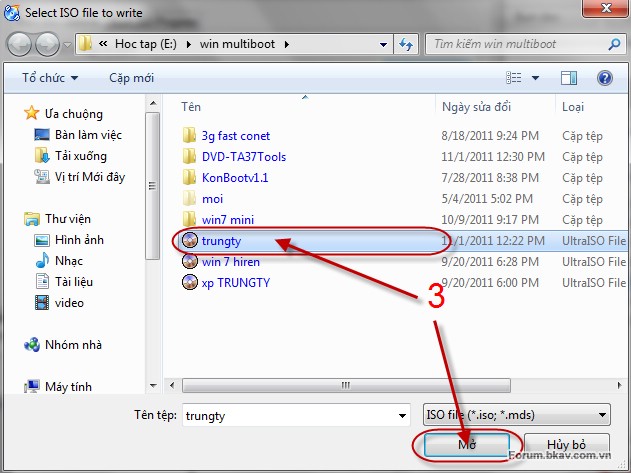 Select ISO file to write
« Hoc tap (E:) ▸ win multiboot ▸
Tìm kiếm win multiboot
Tổ chức Cặp mới
Tên Ngày sửa đổi Loại
Ưa chuộng
Bàn làm việc
Tải xuống
Vị trí Mới đây
Thư viện
Hình ảnh
Nhạc
Tài liệu
video
Nhóm nhà
Máy tính
3g fast conet 8/18/2011 9:24 PM Cặp tệp
DVD-TA37Tools 11/1/2011 12:30 PM Cặp tệp
KonBootv1.1 7/28/2011 8:38 PM Cặp tệp
moi 5/4/2011 5:02 PM Cặp tệp
win7 mini 10/9/2011 9:17 PM Cặp tệp
trungty 11/1/2011 12:22 PM UltraISO File
win 7 hiren 9/20/2011 6:28 PM UltraISO File
xp TRUNGTY 9/20/2011 6:00 PM UltraISO File
3
Tên tệp: trungty ISO file (*.iso; *.mds)
Mở Hủy bỏ
Forum.bkav.com.vn